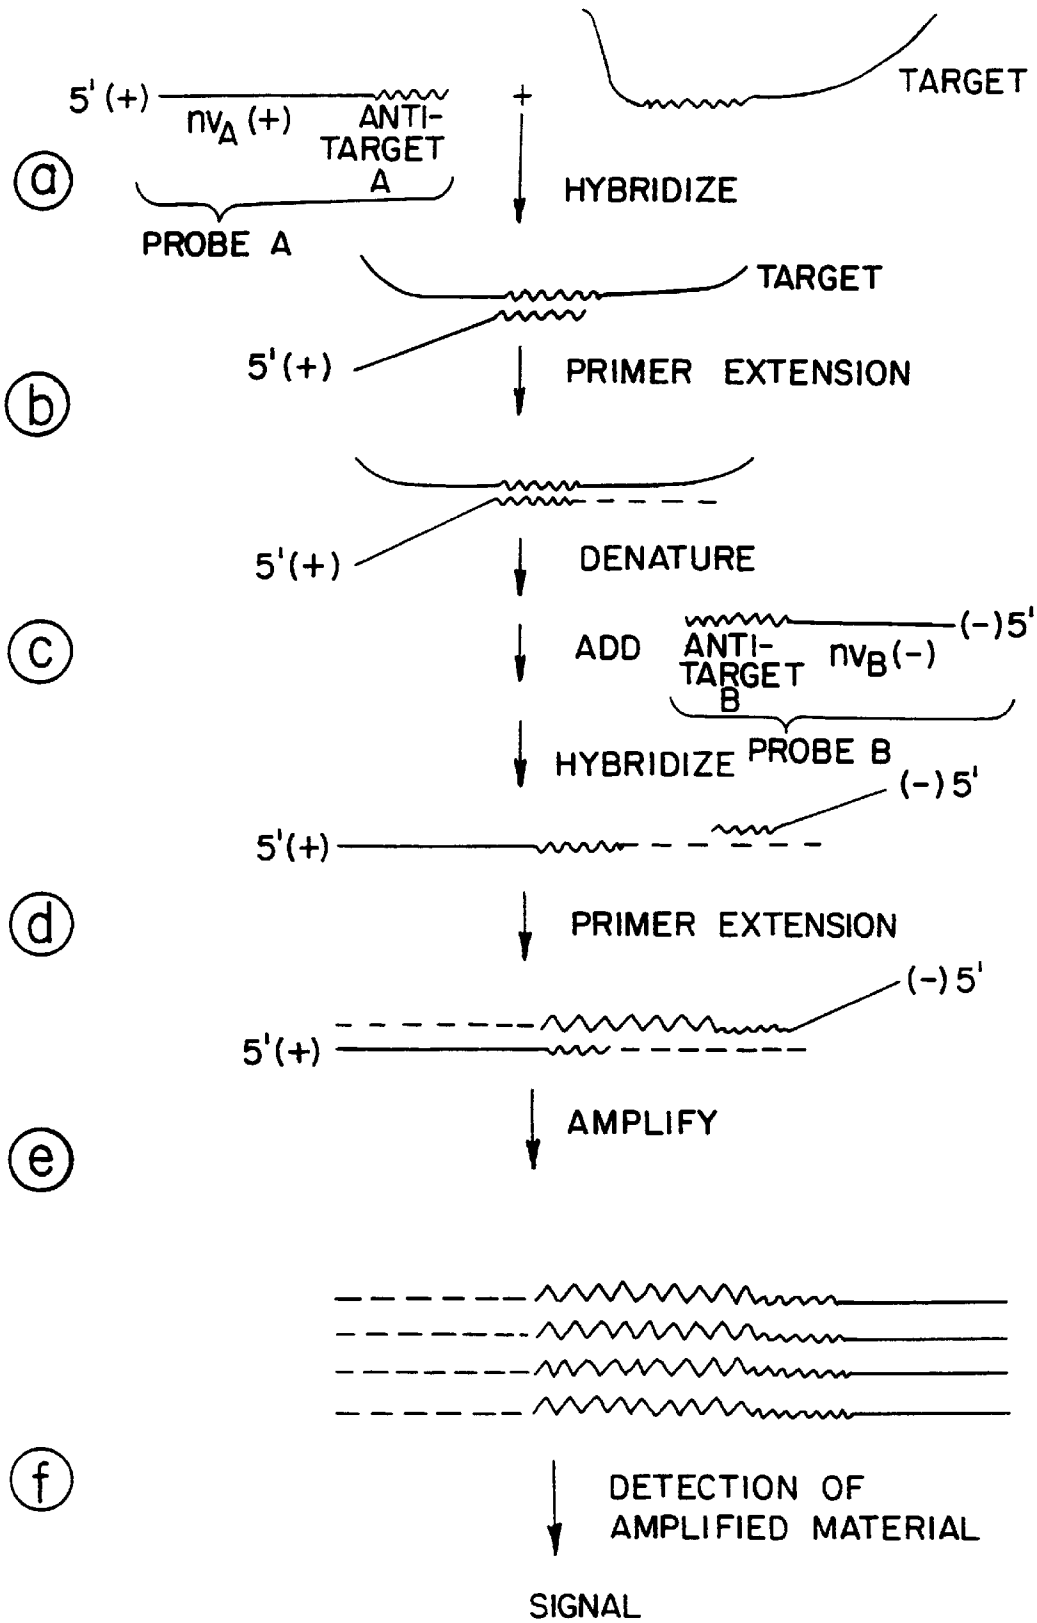 5'(+)
nvA (+)
ANTI-
TARGET
A
+
TARGET
a
HYBRIDIZE
PROBE A
TARGET
5'(+)
b
PRIMER EXTENSION
5'(+)
DENATURE
c
ADD
ANTI-
TARGET
B
nvB(-)
(-)5'
PROBE B
HYBRIDIZE
(-)5'
5'(+)
d
PRIMER EXTENSION
(-)5'
5'(+)
AMPLIFY
e
f
DETECTION OF
AMPLIFIED MATERIAL
SIGNAL